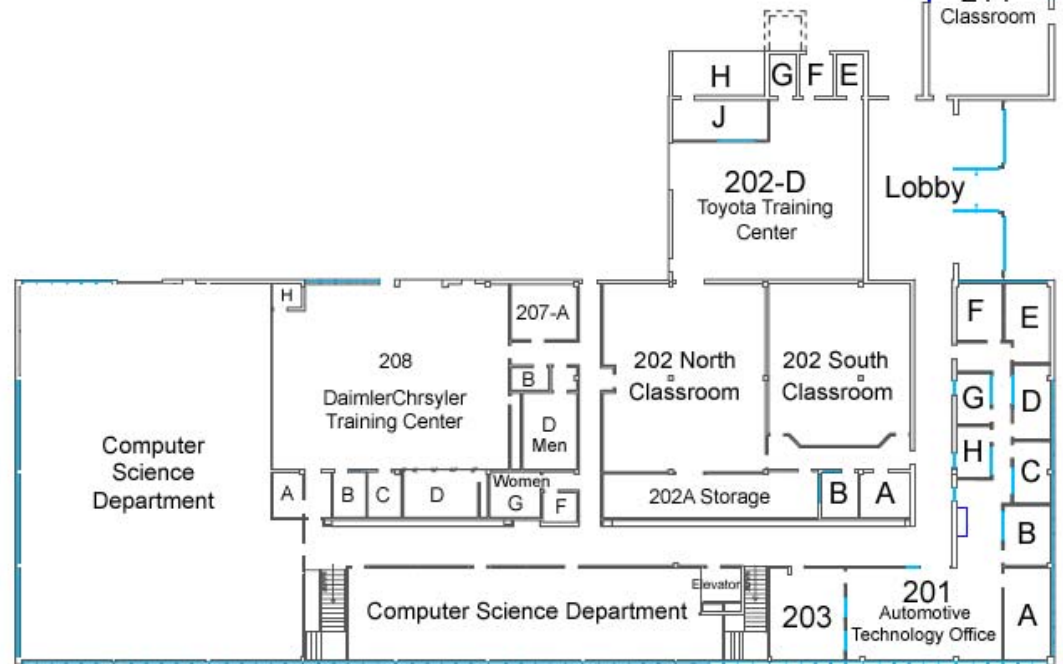 Classroom
H G F E
J
202-D
Toyota Training
Center
Lobby
H
207-A
F
E
208
DaimlerChrsyler
Training Center
B
202 North
Classroom
202 South
Classroom
G
D
D
Men
H
C
Computer
Science
Department
A
B
C
D
Women
G
F
202A Storage
B
A
B
Elevator
Computer Science Department
203
201
Automotive
Technology Office
A